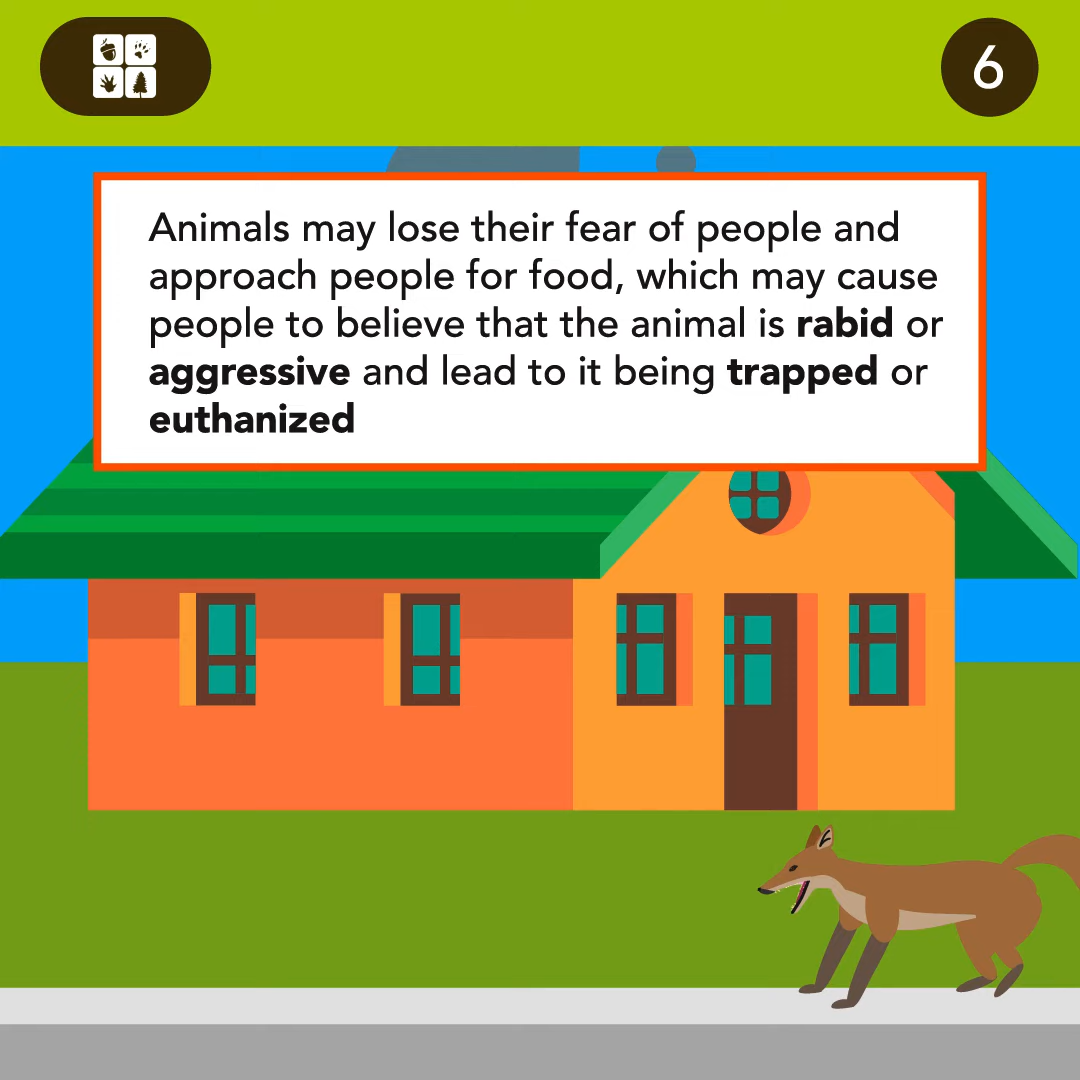 6
Animals may lose their fear of people and
approach people for food, which may cause
people to believe that the animal is rabid or
aggressive and lead to it being trapped or
euthanized